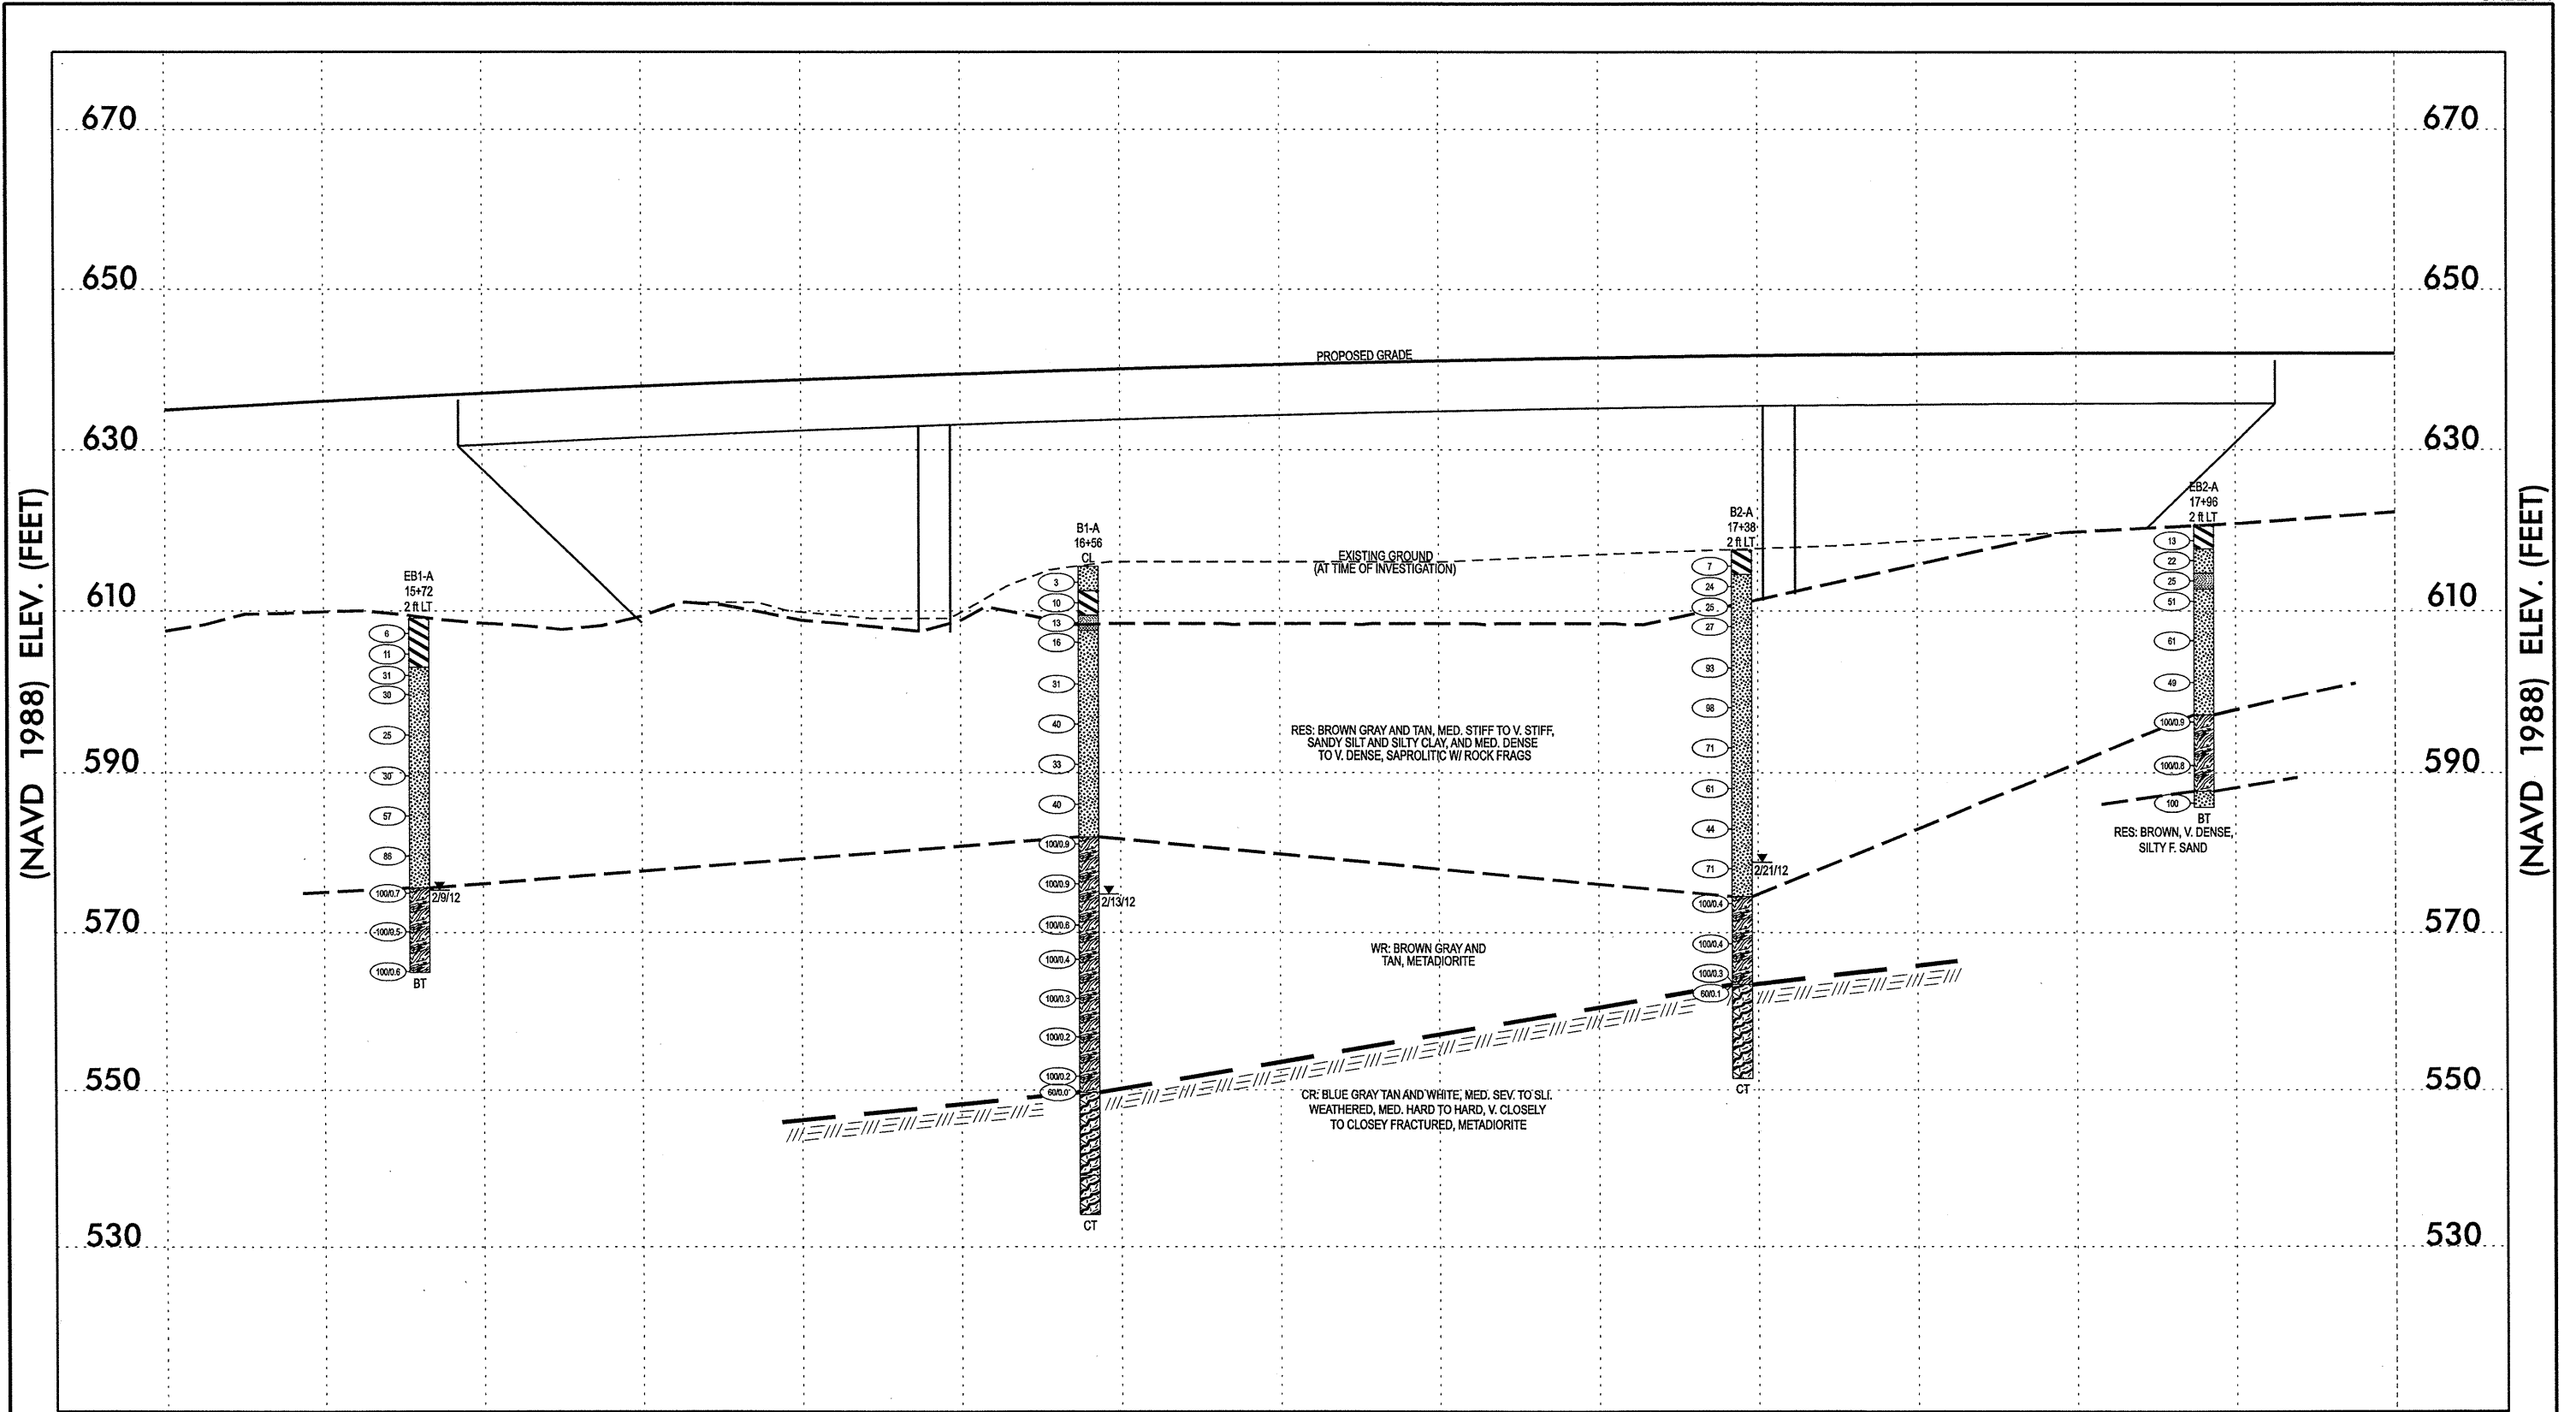 670
670
650
650
PROPOSED GRADE
630
630
610
610
590
590
570
570
550
550
530
530
(NAVD 1988) ELEV. (FEET)
(NAVD 1988) ELEV. (FEET)
EB1-A
15+72
2 ft LT
6
11
31
30
25
30
57
86
100/0.7
2/9/12
100/0.5
100/0.6
BT
B1-A
16+56
CL
3
10
13
16
31
40
33
40
100/0.9
100/0.9
2/13/12
100/0.6
100/0.4
100/0.3
100/0.2
100/0.2
60/0.0
CT
EXISTING GROUND
(AT TIME OF INVESTIGATION)
RES: BROWN GRAY AND TAN, MED. STIFF TO V. STIFF,
SANDY SILT AND SILTY CLAY, AND MED. DENSE
TO V. DENSE, SAPROLITIC W/ ROCK FRAGS
WR: BROWN GRAY AND
TAN, METADIORITE
CR: BLUE GRAY TAN AND WHITE, MED. SEV. TO SLI.
WEATHERED, MED. HARD TO HARD, V. CLOSELY
TO CLOSEY FRACTURED, METADIORITE
B2-A
17+38
2 ft LT
7
24
25
27
93
98
71
61
44
71
2/21/12
100/0.4
100/0.4
100/0.3
60/0.1
CT
EB2-A
17+96
2 ft LT
13
22
25
51
61
49
100/0.9
100/0.8
100
BT
RES: BROWN, V. DENSE,
SILTY F. SAND